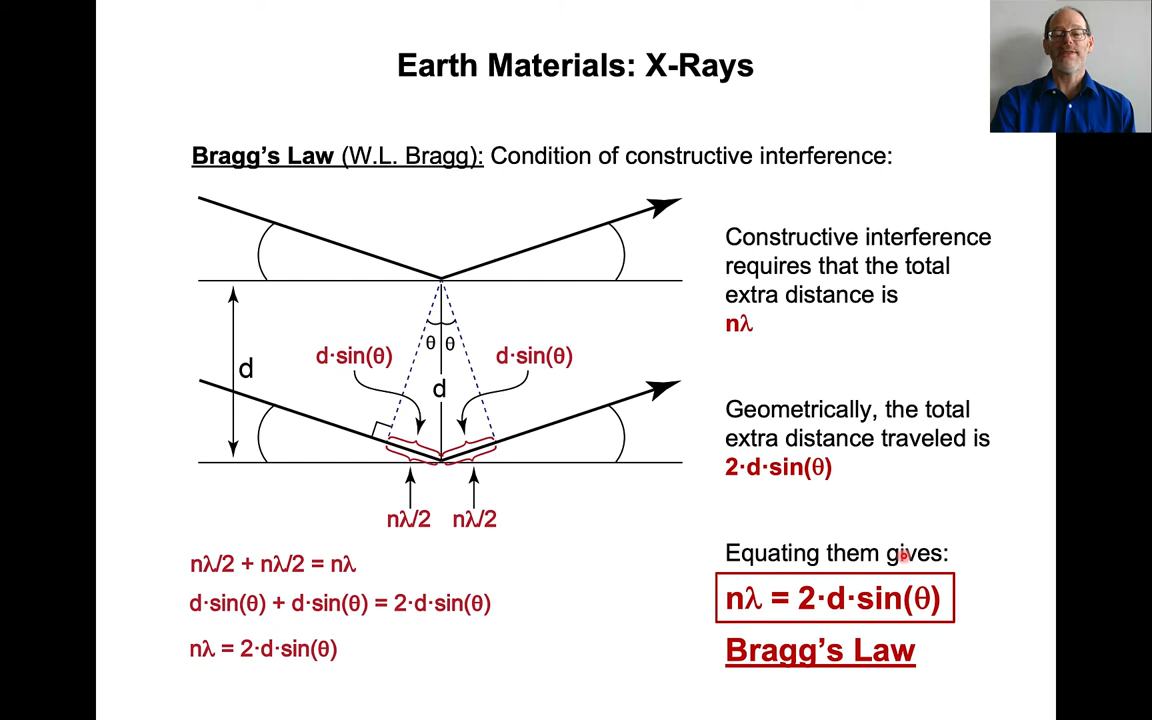 Earth Materials: X-Rays
Bragg’s Law (W.L. Bragg): Condition of constructive interference:
Constructive interference
requires that the total
extra distance is
nλ
θ θ
d·sin(θ) d·sin(θ)
d
d
Geometrically, the total
extra distance traveled is
2·d·sin(θ)
nλ/2 nλ/2
nλ/2 + nλ/2 = nλ
d·sin(θ) + d·sin(θ) = 2·d·sin(θ)
nλ = 2·d·sin(θ)
Equating them gives:
nλ = 2·d·sin(θ)
Bragg’s Law